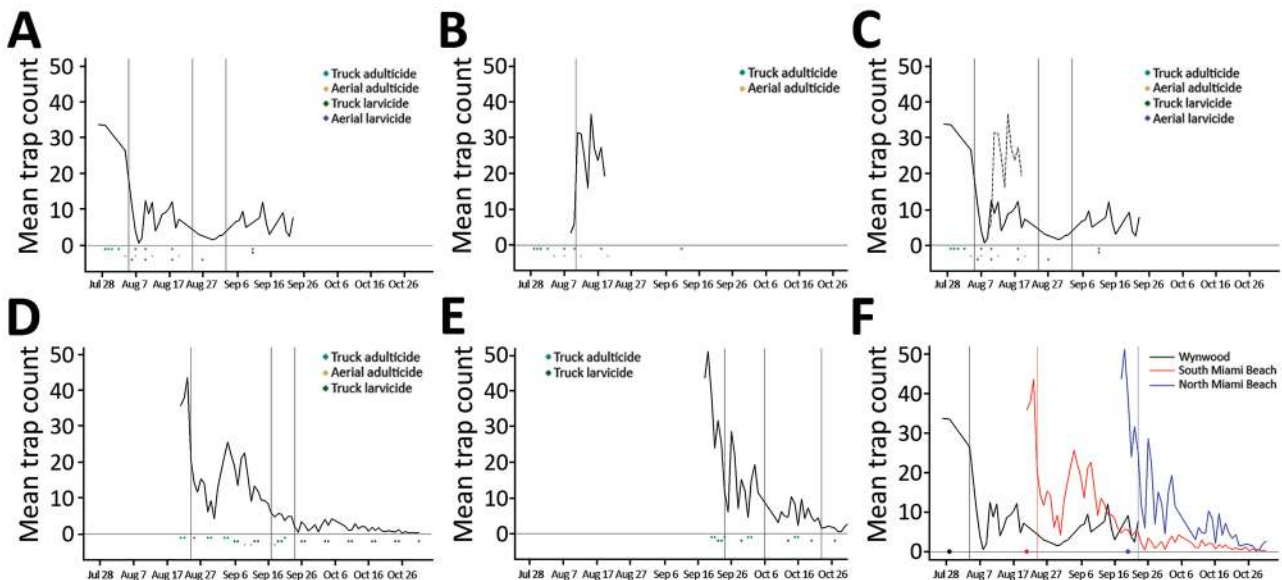 A
Mean trap count
50
40
30
20
10
0
Truck adulticide
Aerial adulticide
Truck larvicide
Aerial larvicide
Jul 28 Aug 7 Aug 17 Aug 27 Sep 6 Sep 16 Sep 26 Oct 6 Oct 16 Oct 26
B
Mean trap count
50
40
30
20
10
0
Truck adulticide
Aerial adulticide
Jul 28 Aug 7 Aug 17 Aug 27 Sep 6 Sep 16 Sep 26 Oct 6 Oct 16 Oct 26
C
Mean trap count
50
40
30
20
10
0
Truck adulticide
Aerial adulticide
Truck larvicide
Aerial larvicide
Jul 28 Aug 7 Aug 17 Aug 27 Sep 6 Sep 16 Sep 26 Oct 6 Oct 16 Oct 26
D
Mean trap count
50
40
30
20
10
0
Truck adulticide
Aerial adulticide
Truck larvicide
Jul 28 Aug 7 Aug 17 Aug 27 Sep 6 Sep 16 Sep 26 Oct 6 Oct 16 Oct 26
E
Mean trap count
50
40
30
20
10
0
Truck adulticide
Truck larvicide
Jul 28 Aug 7 Aug 17 Aug 27 Sep 6 Sep 16 Sep 26 Oct 6 Oct 16 Oct 26
F
Mean trap count
50
40
30
20
10
0
Wynwood
South Miami Beach
North Miami Beach
Jul 28 Aug 7 Aug 17 Aug 27 Sep 6 Sep 16 Sep 26 Oct 6 Oct 16 Oct 26